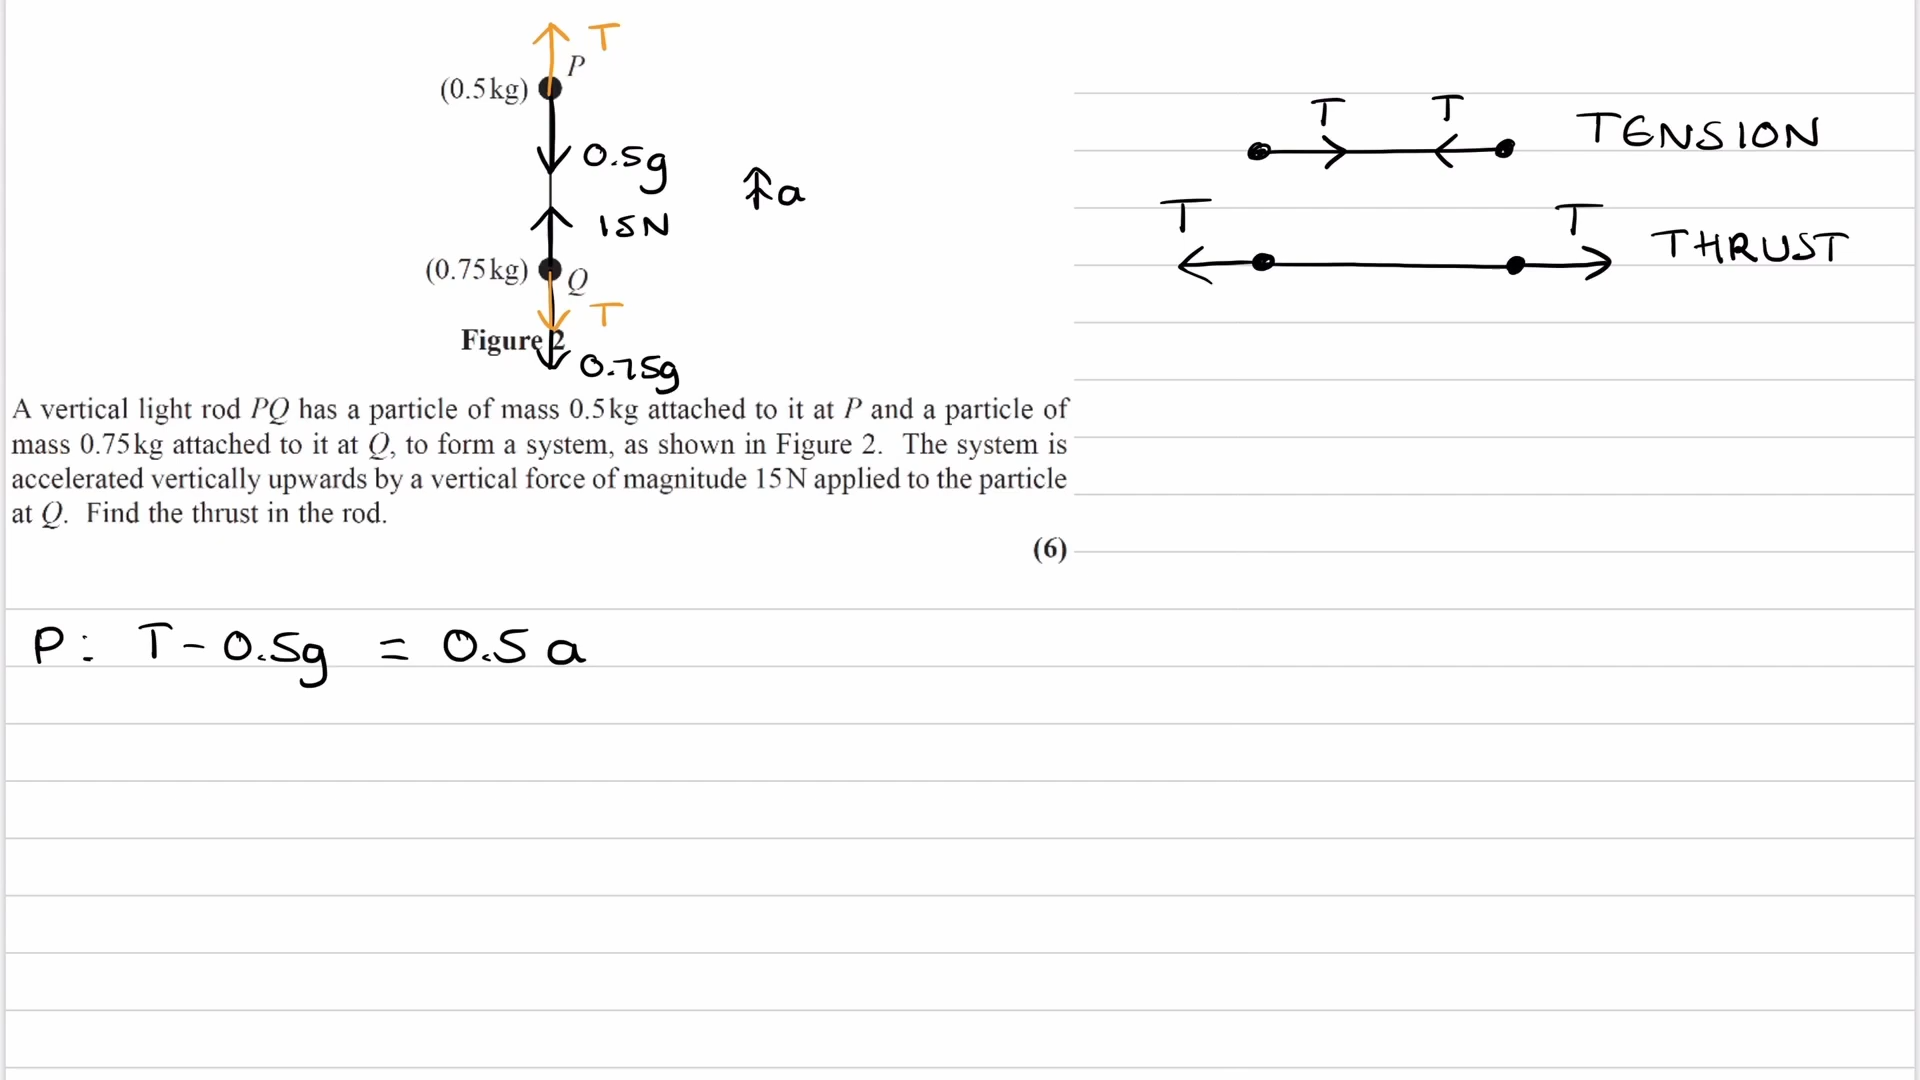 T
P
(0.5kg)
0.5g
a
15N
(0.75kg)
Q
T
Figure 2
0.75g
T T TENSION
T T THRUST
A vertical light rod PQ has a particle of mass 0.5kg attached to it at P and a particle of
mass 0.75kg attached to it at Q, to form a system, as shown in Figure 2. The system is
accelerated vertically upwards by a vertical force of magnitude 15N applied to the particle
at Q. Find the thrust in the rod.
(6)
P: T - 0.5g = 0.5a